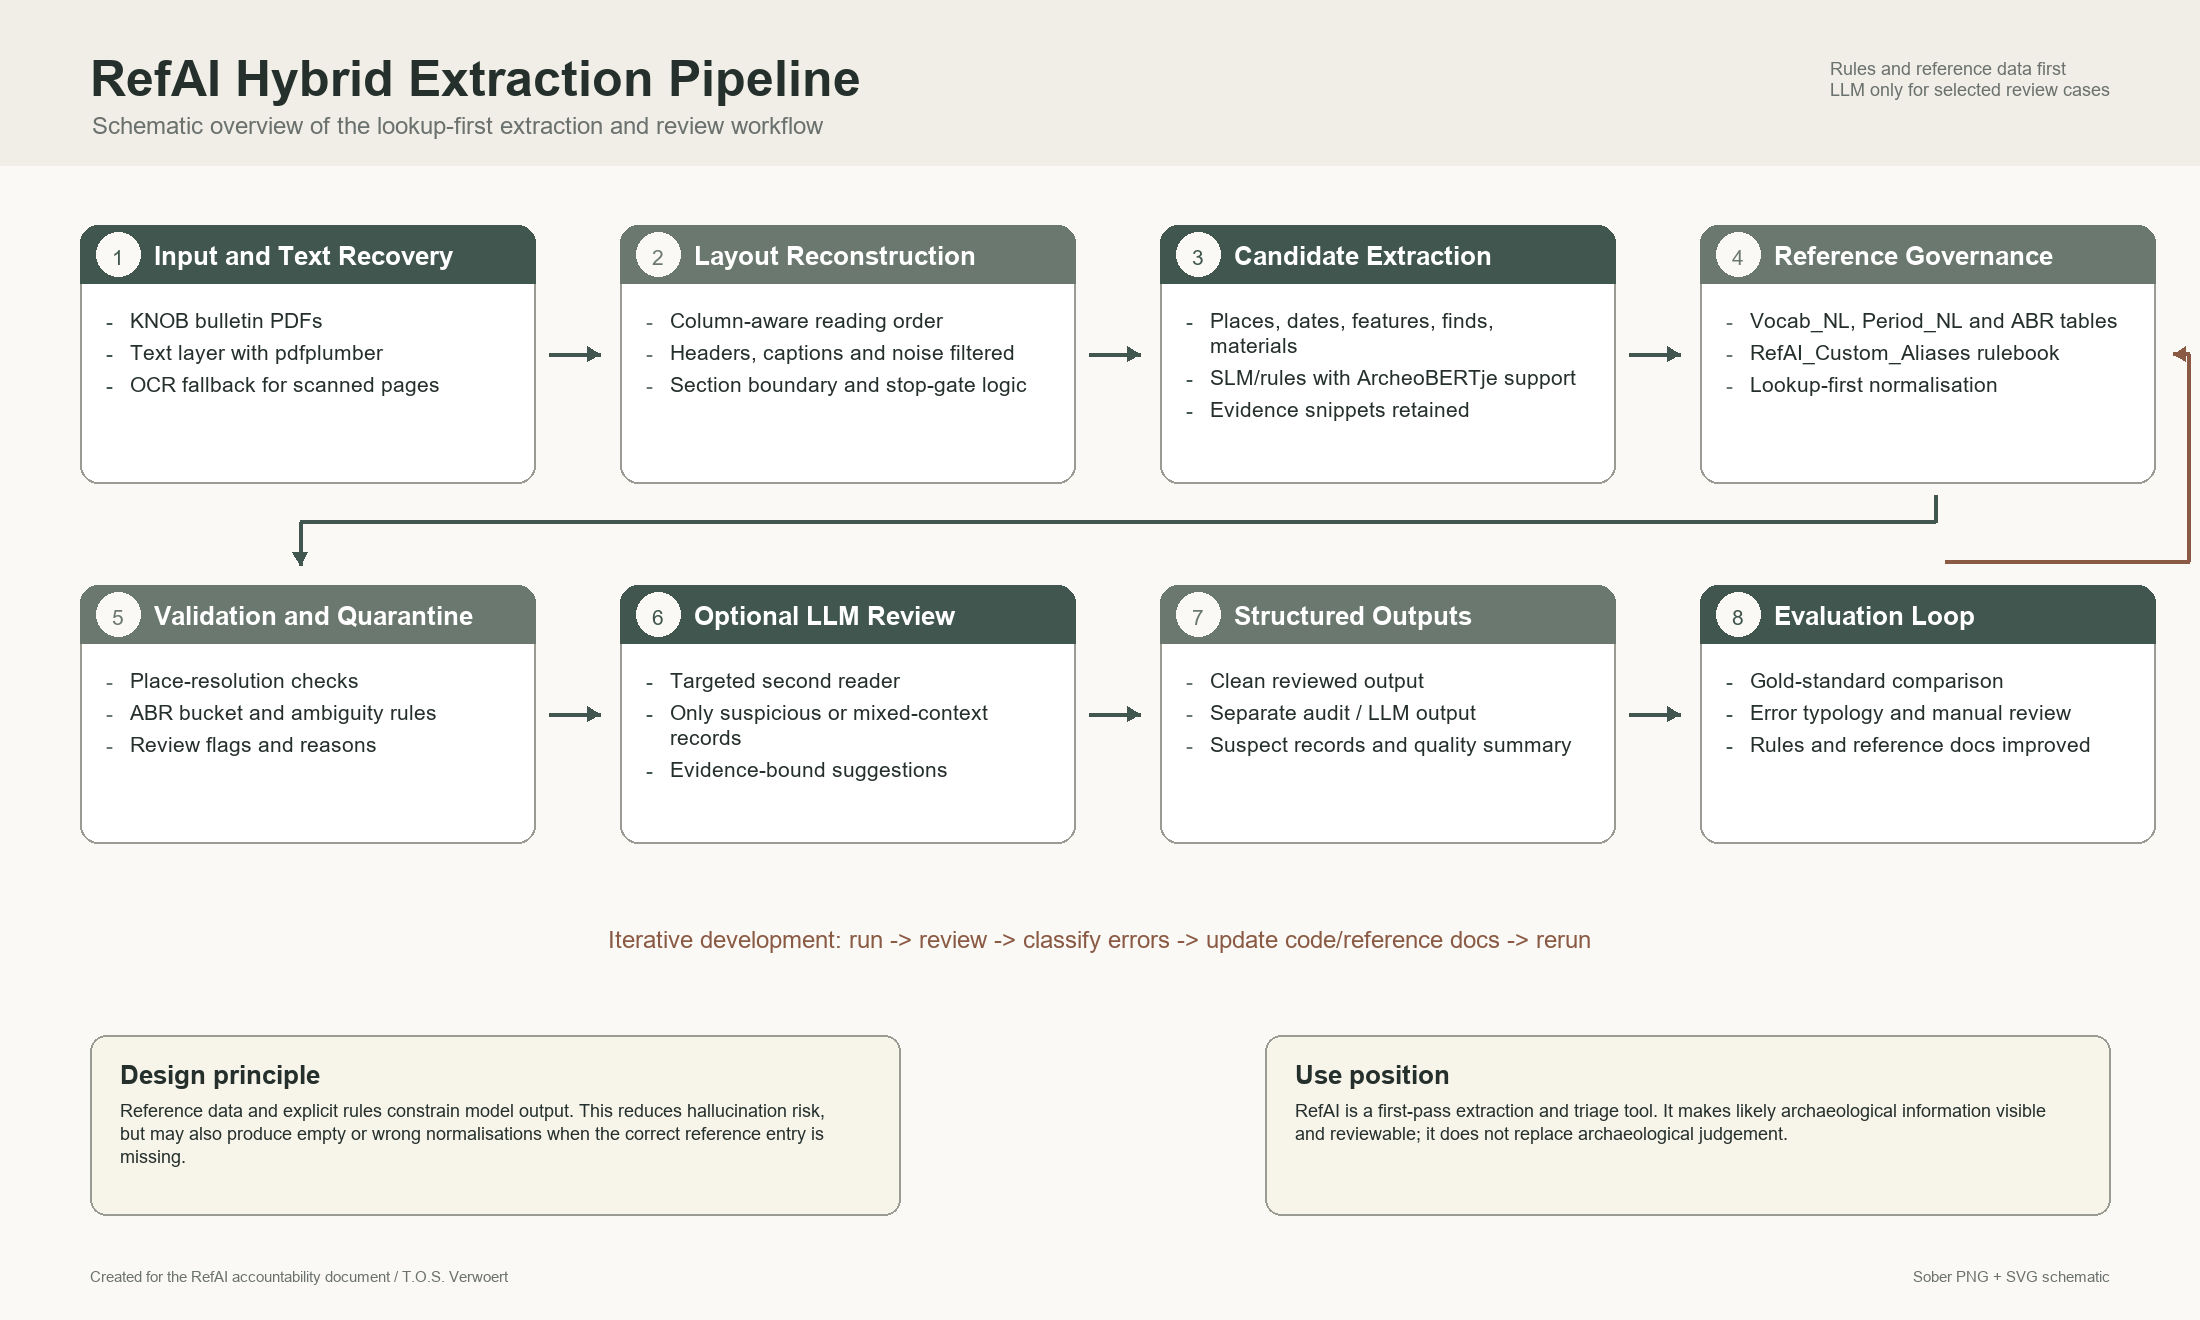 RefAI Hybrid Extraction Pipeline
Schematic overview of the lookup-first extraction and review workflow
Rules and reference data first
LLM only for selected review cases
1 Input and Text Recovery
- KNOB bulletin PDFs
- Text layer with pdfplumber
- OCR fallback for scanned pages
2 Layout Reconstruction
- Column-aware reading order
- Headers, captions and noise filtered
- Section boundary and stop-gate logic
3 Candidate Extraction
- Places, dates, features, finds,
materials
- SLM/rules with ArcheoBERTje support
- Evidence snippets retained
4 Reference Governance
- Vocab_NL, Period_NL and ABR tables
- RefAI_Custom_Aliases rulebook
- Lookup-first normalisation
5 Validation and Quarantine
- Place-resolution checks
- ABR bucket and ambiguity rules
- Review flags and reasons
6 Optional LLM Review
- Targeted second reader
- Only suspicious or mixed-context
records
- Evidence-bound suggestions
7 Structured Outputs
- Clean reviewed output
- Separate audit / LLM output
- Suspect records and quality summary
8 Evaluation Loop
- Gold-standard comparison
- Error typology and manual review
- Rules and reference docs improved
Iterative development: run -> review -> classify errors -> update code/reference docs -> rerun
Design principle
Reference data and explicit rules constrain model output. This reduces hallucination risk,
but may also produce empty or wrong normalisations when the correct reference entry is
missing.
Use position
RefAI is a first-pass extraction and triage tool. It makes likely archaeological information visible
and reviewable; it does not replace archaeological judgement.
Created for the RefAI accountability document / T.O.S. Verwoert
Sober PNG + SVG schematic